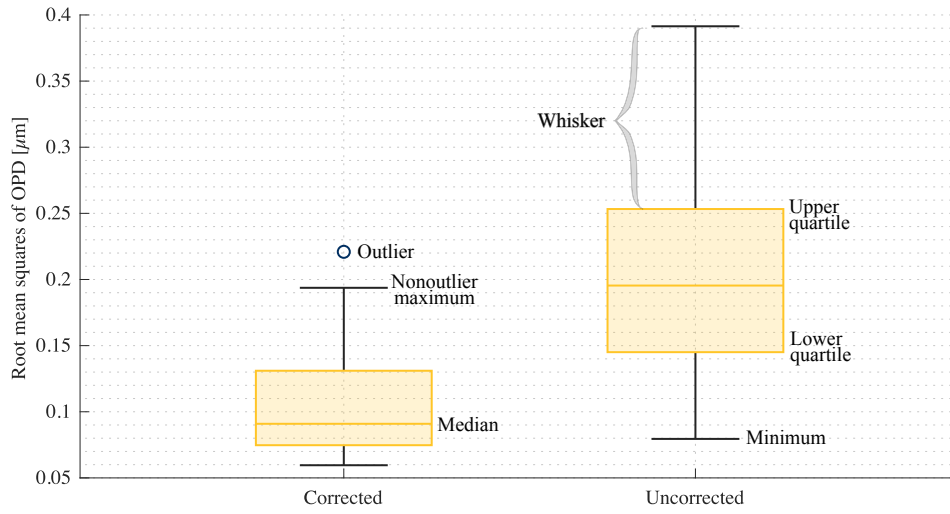 0.4
0.35
0.3
0.25
0.2
0.15
0.1
0.05
Root mean squares of OPD [μm]
Whisker
Upper
quartile
Outlier
Nonoutlier
maximum
Lower
quartile
Median
Minimum
Corrected
Uncorrected